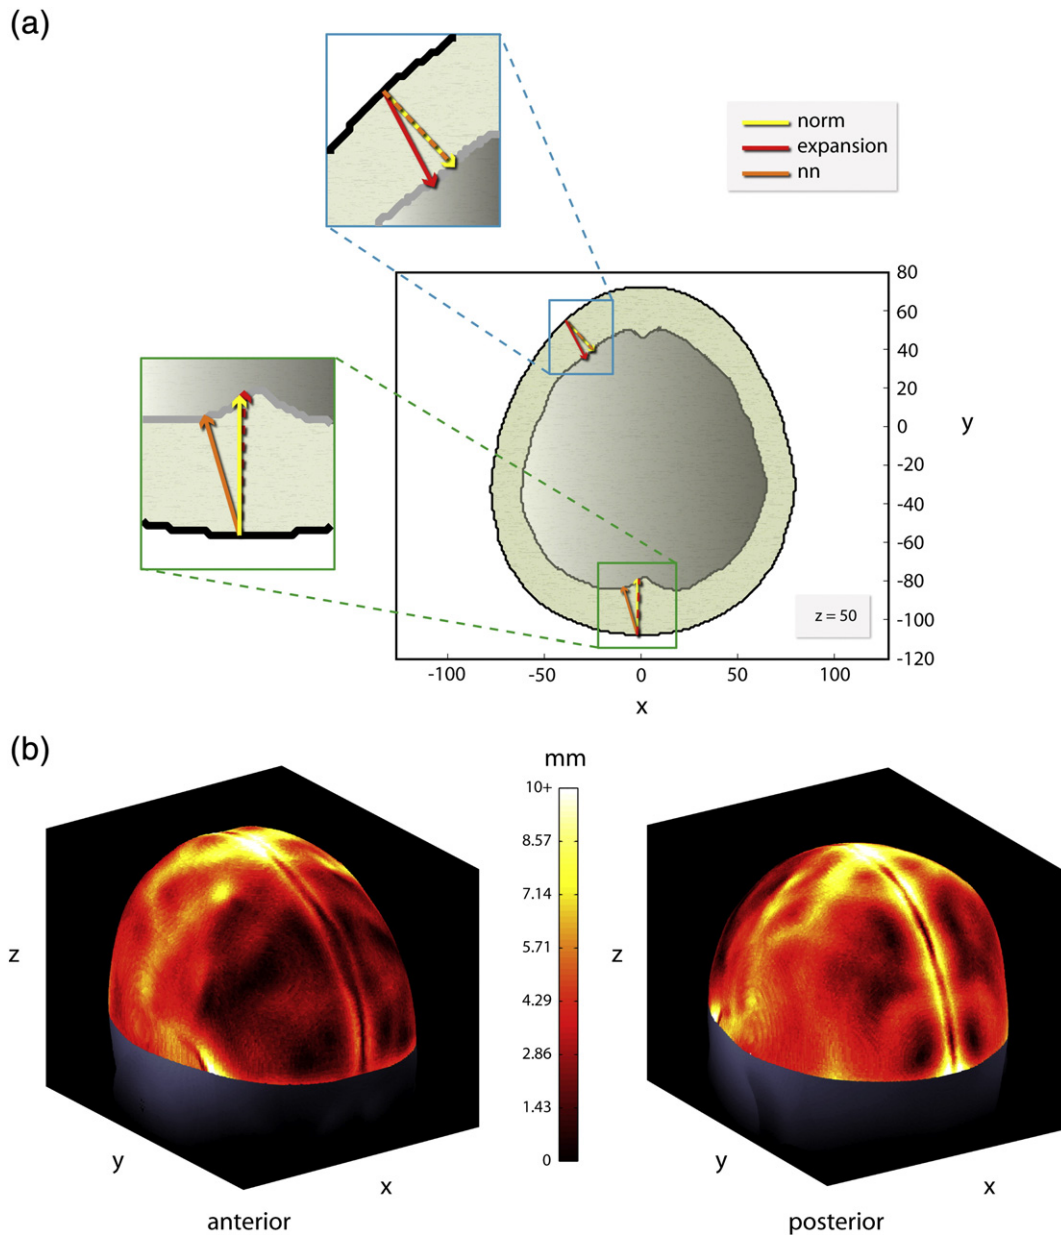 (a)
norm
expansion
nn
80
60
40
20
0
-20
-40
-60
-80
-100
-120
y
z = 50
-100 -50 0 50 100
x
(b)
mm
10+
8.57
7.14
5.71
4.29
2.86
1.43
0
z
y
x
anterior
z
y
x
posterior